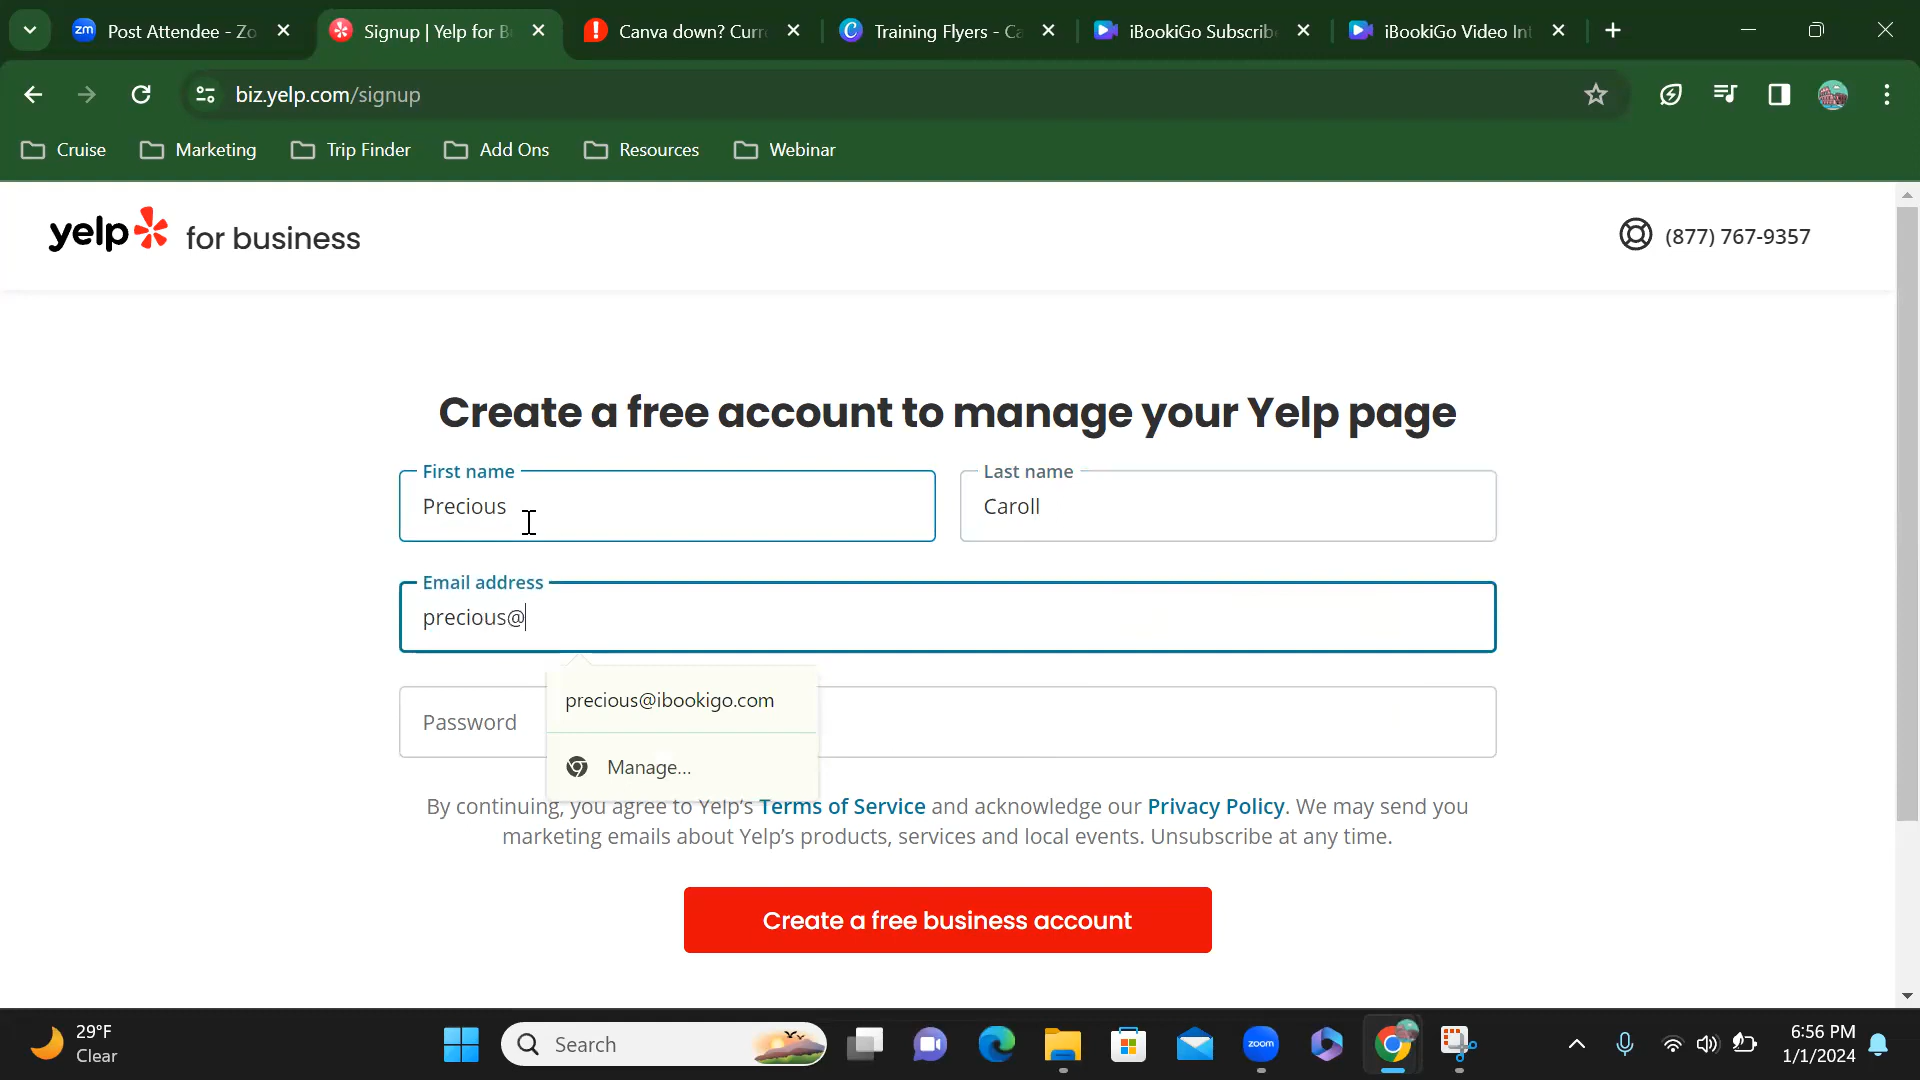 Post Attendee - Zo
Signup | Yelp for B
Canva down? Curr
Training Flyers - Ca
iBookiGo Subscrib
iBookiGo Video Int
biz.yelp.com/signup
Cruise
Marketing
Trip Finder
Add Ons
Resources
Webinar
yelp for business
(877) 767-9357
Create a free account to manage your Yelp page
First name
Last name
Precious
Caroll
Email address
precious@
precious@ibookigo.com
Password
Manage...
By continuing, you agree to Yelp's Terms of Service and acknowledge our Privacy Policy. We may send you
marketing emails about Yelp's products, services and local events. Unsubscribe at any time.
Create a free business account
29°F
Clear
Search
zoom
6:56 PM
1/1/2024